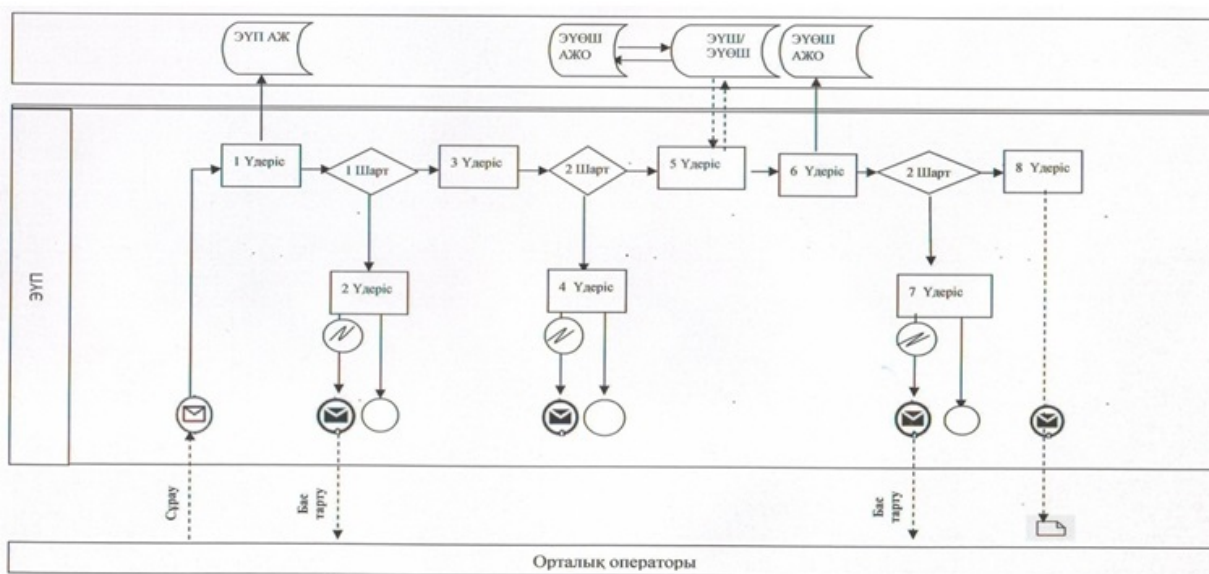 ЭҮП АЖ
ЭҮӨШ
АЖО
ЭҮШ/
ЭҮӨШ
ЭҮӨШ
АЖО
1 Үдеріс
1 Шарт
3 Үдеріс
2 Шарт
5 Үдеріс
6 Үдеріс
2 Шарт
8 Үдеріс
ЭҮП
2 Үдеріс
4 Үдеріс
7 Үдеріс
Сұрау
Бас
тарту
Бас
тарту
Орталық операторы